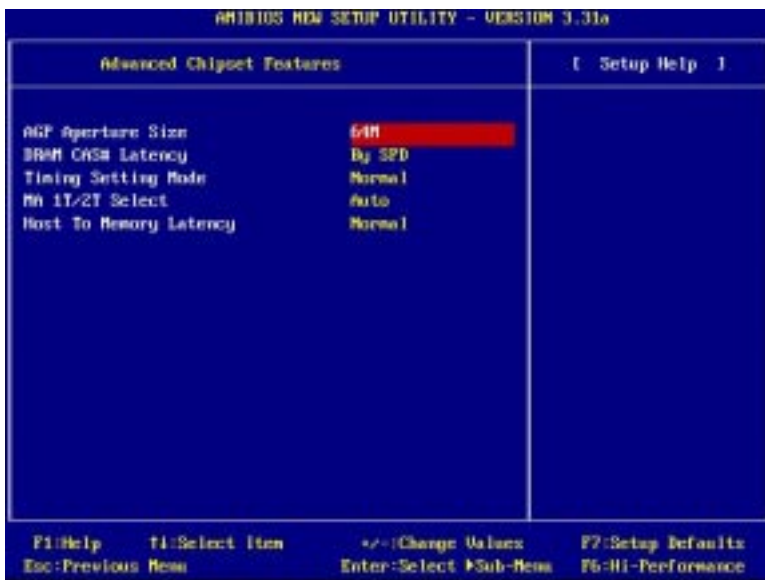 AMIBIOS NEW SETUP UTILITY - VERSION 3.31a
Advanced Chipset Features
[ Setup Help ]
AGP Aperture Size 64M
DRAM CAS# Latency By SPD
Timing Setting Mode Normal
MA 1T/2T Select Auto
Host To Memory Latency Normal
F1:Help ↑↓:Select Item +/-:Change Values F7:Setup Defaults
Esc:Previous Menu Enter:Select ►Sub-Menu F6:Hi-Performance